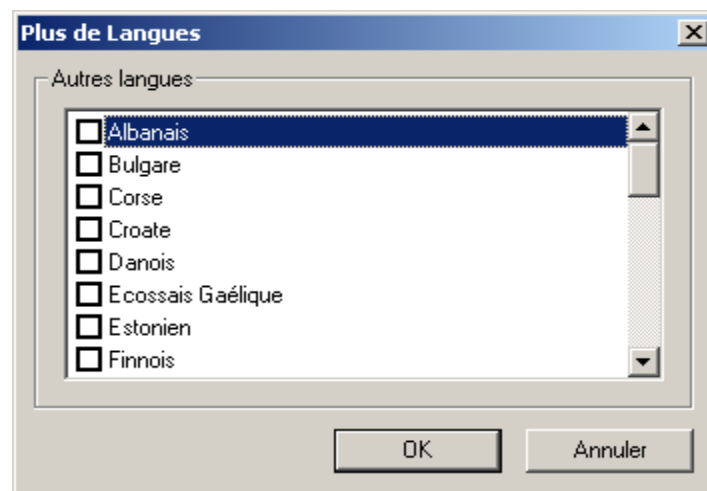 Plus de Langues
Autres langues
Albanais
Bulgare
Corse
Croate
Danois
Ecossais Gaélique
Estonien
Finnois
OK
Annuler